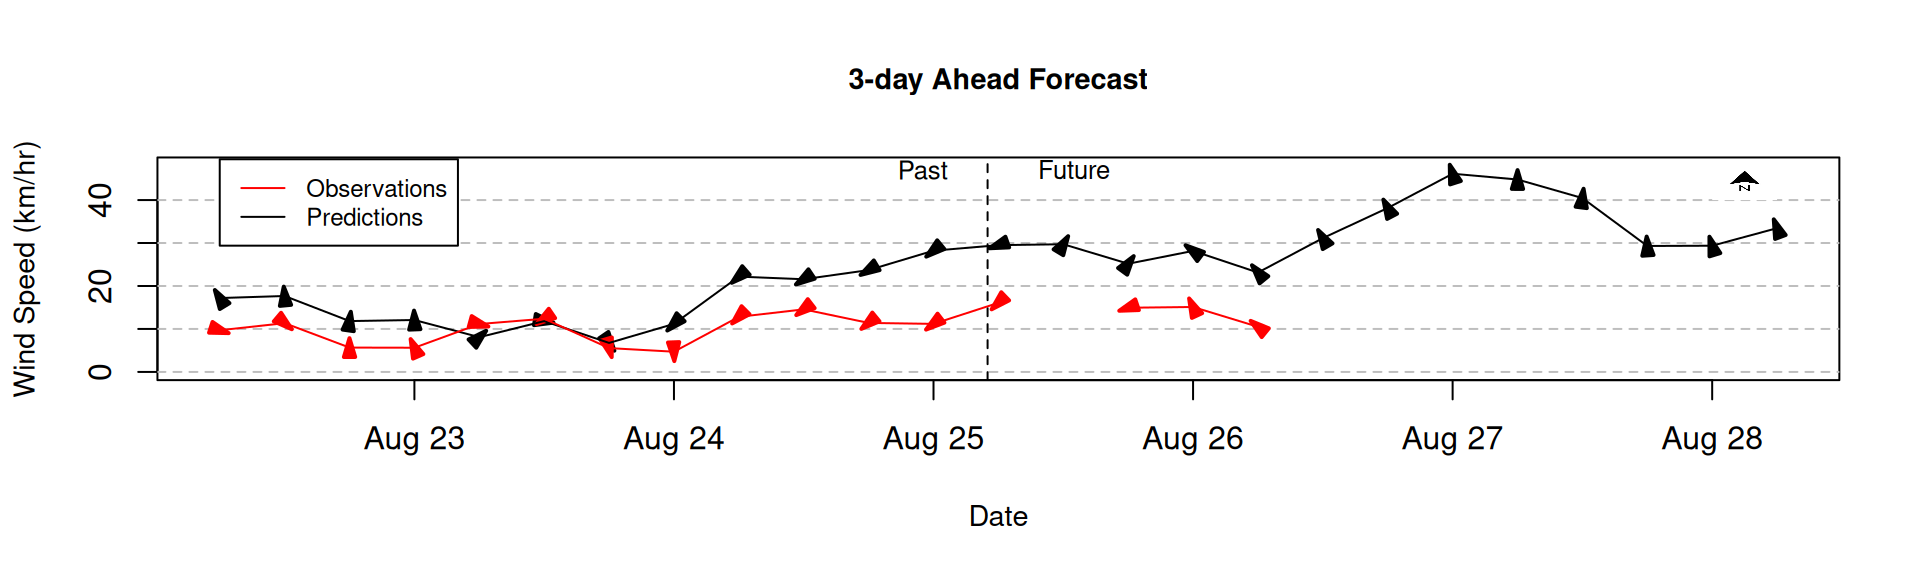 3-day Ahead Forecast
Wind Speed (km/hr)
40
20
0
Observations
Predictions
Past
Future
N
Aug 23
Aug 24
Aug 25
Aug 26
Aug 27
Aug 28
Date